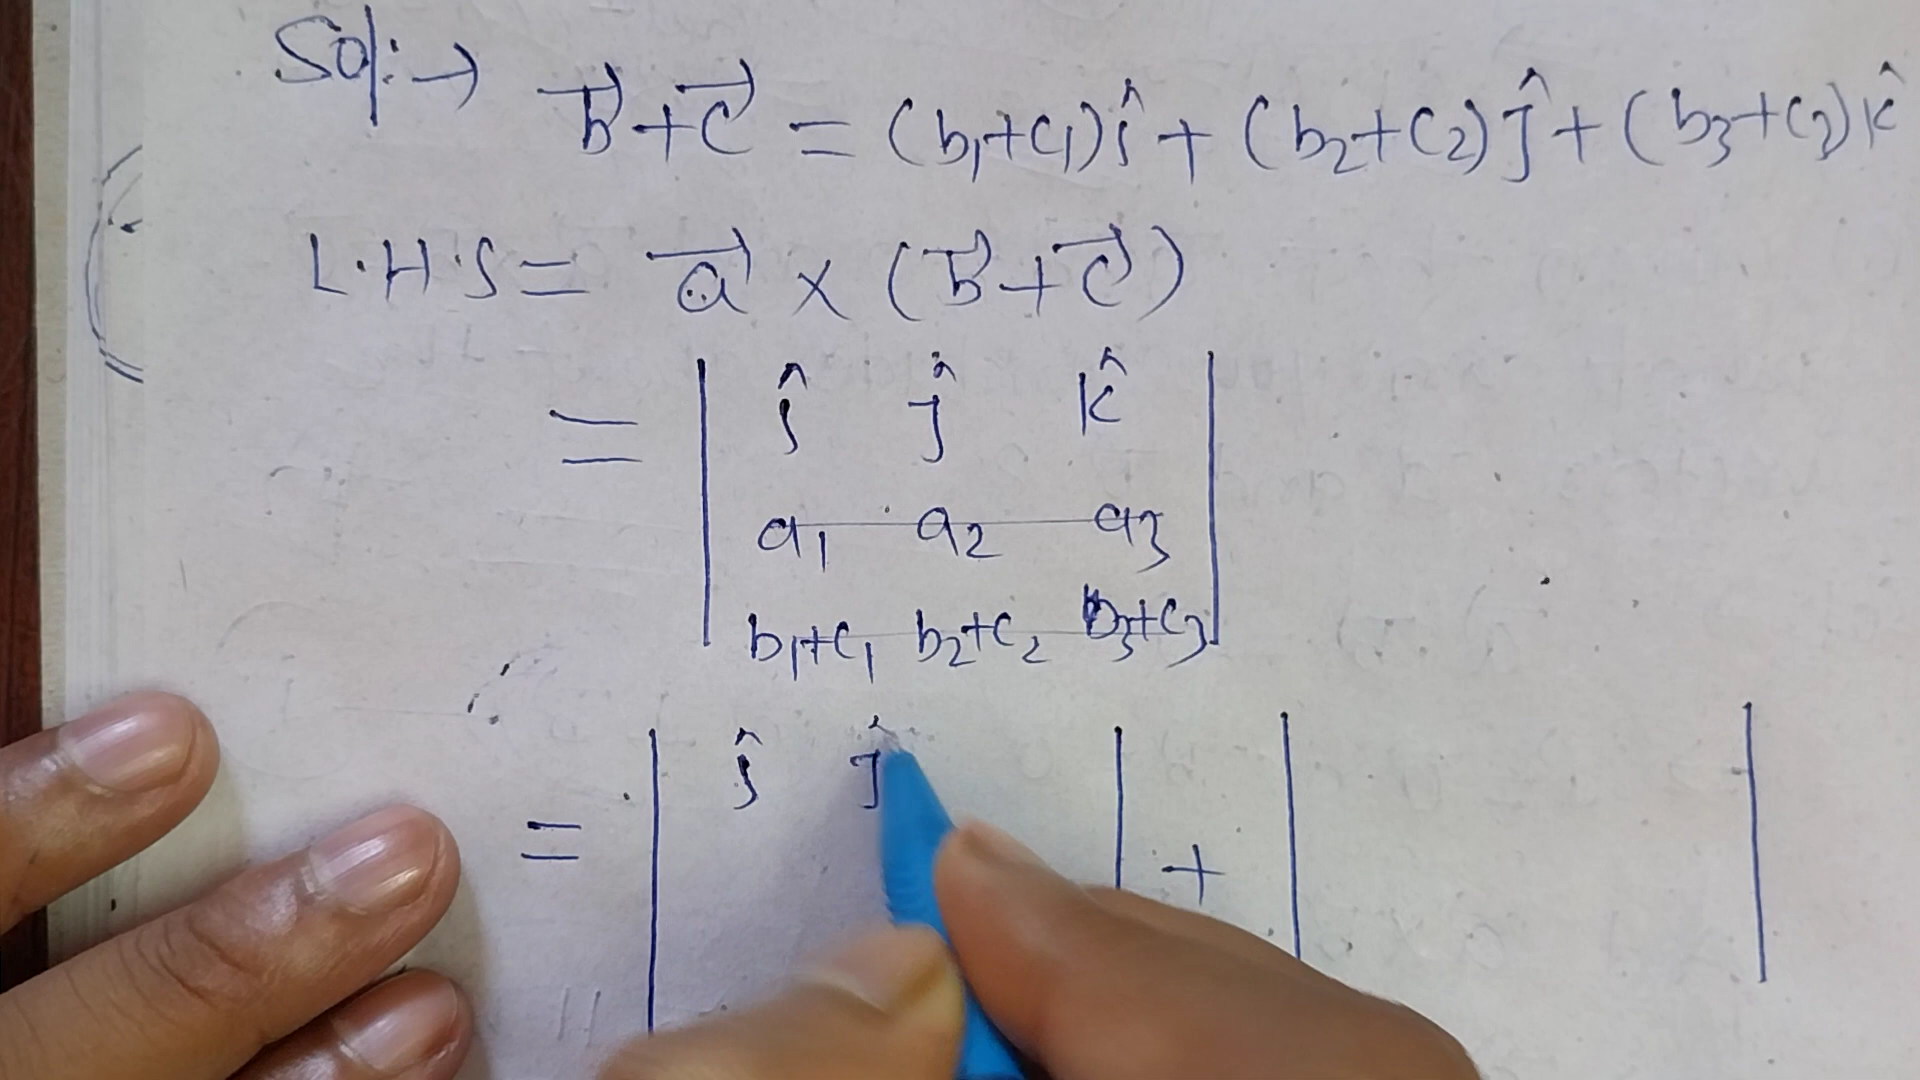 Sol:→ b⃗+c⃗ = (b₁+c₁)î + (b₂+c₂)ĵ + (b₃+c₃)k̂
L.H.S = a⃗ × (b⃗+c⃗)
= | î ĵ k̂ |
| a₁ a₂ a₃ |
| b₁+c₁ b₂+c₂ b₃+c₃ |
= | î ĵ | + | |